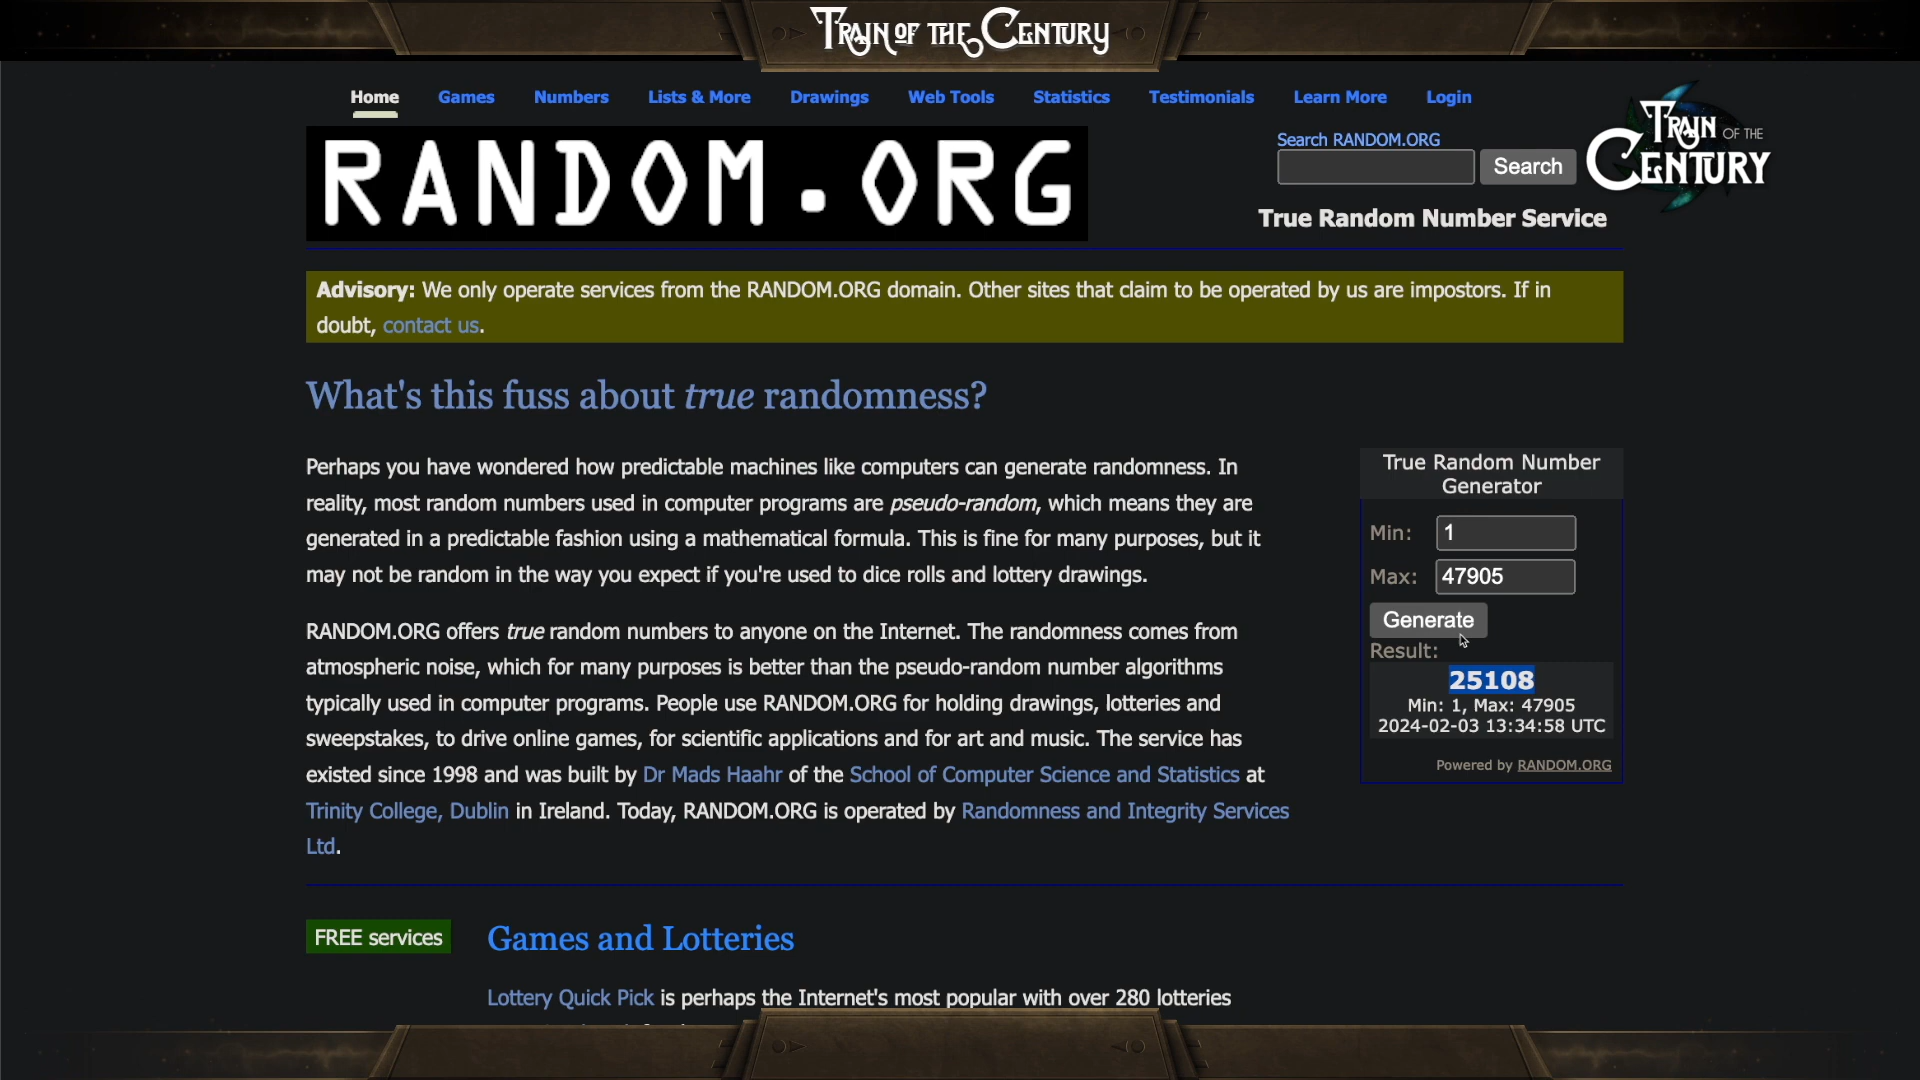 TRAIN OF THE CENTURY
Home Games Numbers Lists & More Drawings Web Tools Statistics Testimonials Learn More Login
RANDOM.ORG
Search RANDOM.ORG
Search
True Random Number Service
TRAIN OF THE
CENTURY
Advisory: We only operate services from the RANDOM.ORG domain. Other sites that claim to be operated by us are impostors. If in
doubt, contact us.
What's this fuss about true randomness?
Perhaps you have wondered how predictable machines like computers can generate randomness. In
reality, most random numbers used in computer programs are pseudo-random, which means they are
generated in a predictable fashion using a mathematical formula. This is fine for many purposes, but it
may not be random in the way you expect if you're used to dice rolls and lottery drawings.
RANDOM.ORG offers true random numbers to anyone on the Internet. The randomness comes from
atmospheric noise, which for many purposes is better than the pseudo-random number algorithms
typically used in computer programs. People use RANDOM.ORG for holding drawings, lotteries and
sweepstakes, to drive online games, for scientific applications and for art and music. The service has
existed since 1998 and was built by Dr Mads Haahr of the School of Computer Science and Statistics at
Trinity College, Dublin in Ireland. Today, RANDOM.ORG is operated by Randomness and Integrity Services
Ltd.
True Random Number
Generator
Min: 1
Max: 47905
Generate
Result:
25108
Min: 1, Max: 47905
2024-02-03 13:34:58 UTC
Powered by RANDOM.ORG
FREE services
Games and Lotteries
Lottery Quick Pick is perhaps the Internet's most popular with over 280 lotteries